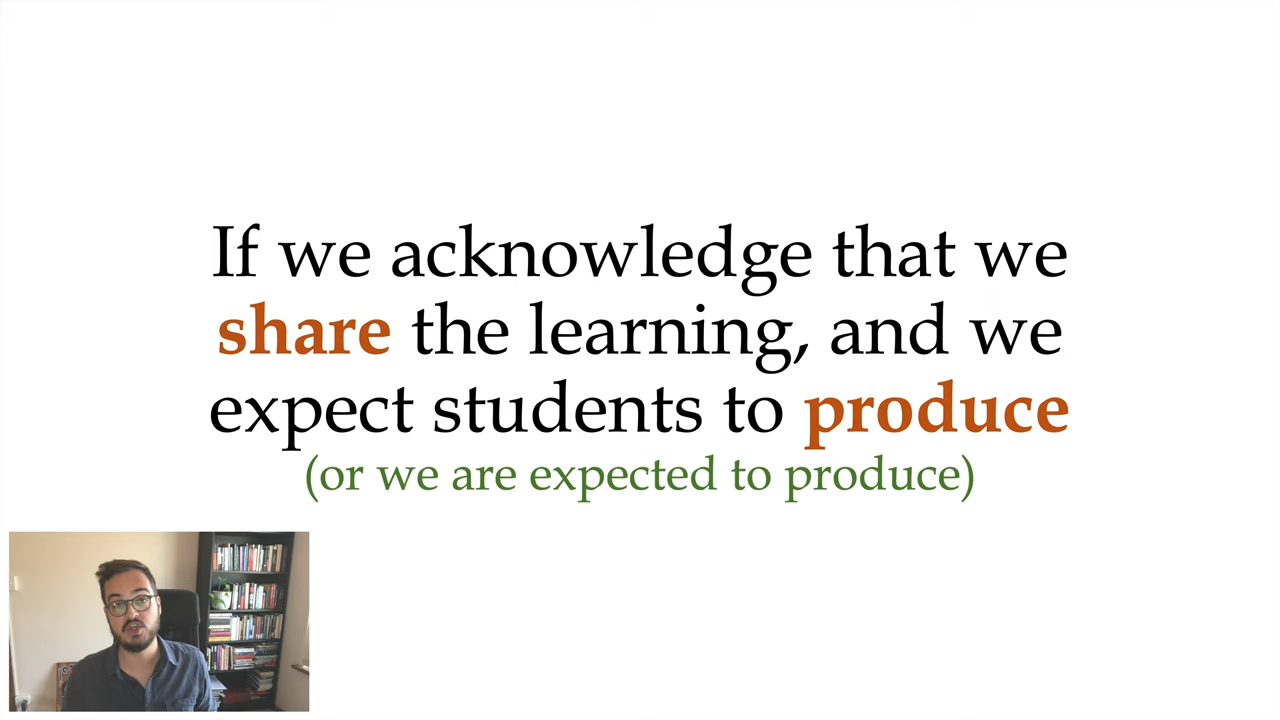 If we acknowledge that we
share the learning, and we
expect students to produce
(or we are expected to produce)